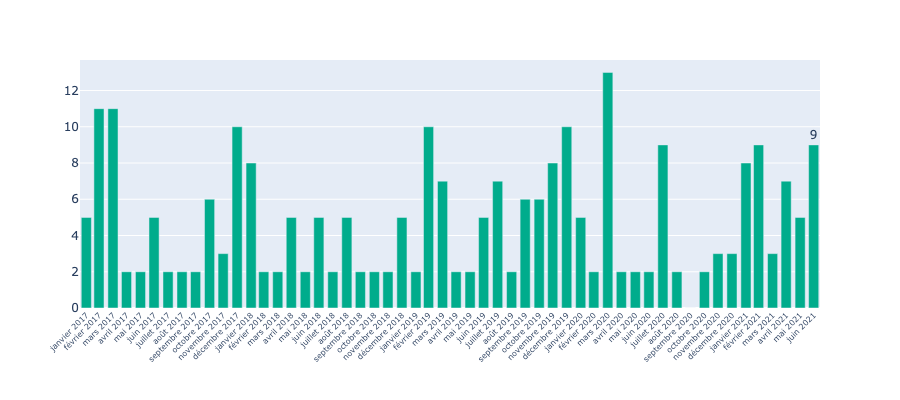 12
10
8
6
4
2
0
9
janvier 2017
février 2017
mars 2017
avril 2017
mai 2017
juin 2017
juillet 2017
août 2017
septembre 2017
octobre 2017
novembre 2017
décembre 2017
janvier 2018
février 2018
mars 2018
avril 2018
mai 2018
juin 2018
juillet 2018
août 2018
septembre 2018
octobre 2018
novembre 2018
décembre 2018
janvier 2019
février 2019
mars 2019
avril 2019
mai 2019
juin 2019
juillet 2019
août 2019
septembre 2019
octobre 2019
novembre 2019
décembre 2019
janvier 2020
février 2020
mars 2020
avril 2020
mai 2020
juin 2020
juillet 2020
août 2020
septembre 2020
octobre 2020
novembre 2020
décembre 2020
janvier 2021
février 2021
mars 2021
avril 2021
mai 2021
juin 2021